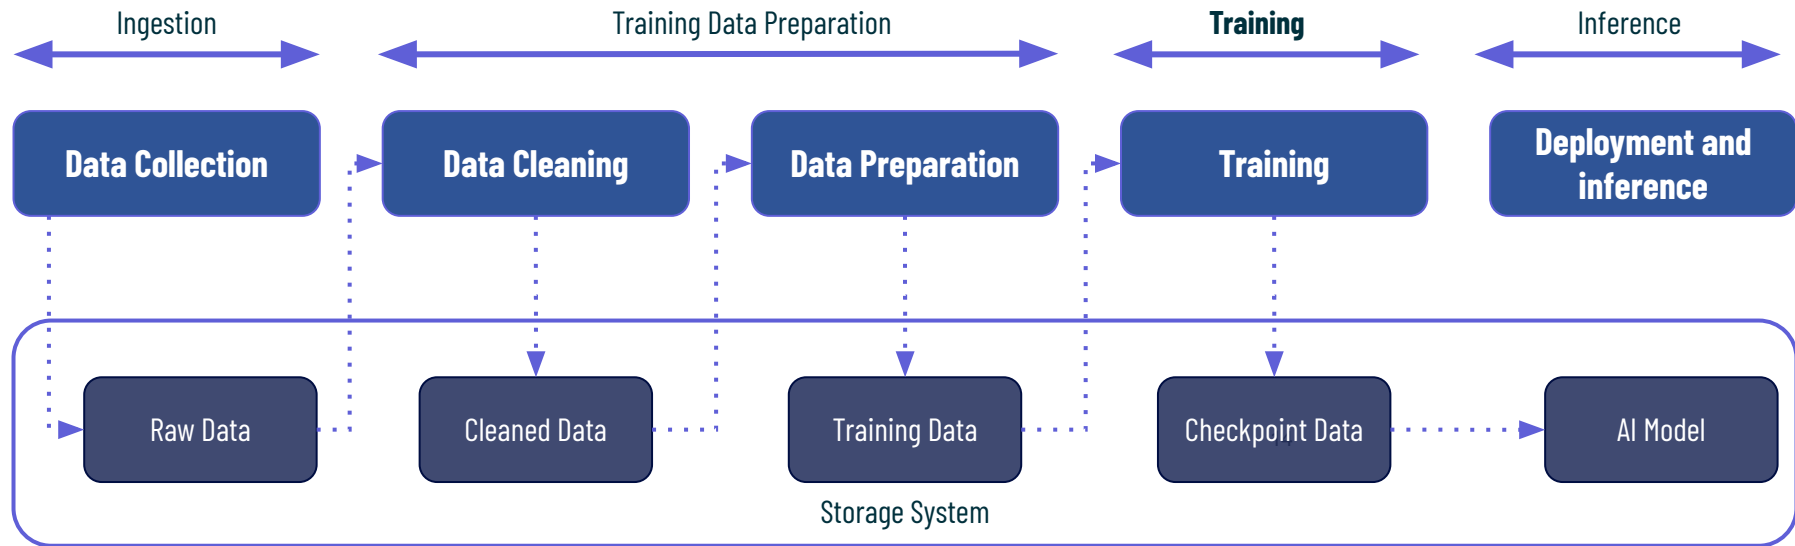 Ingestion
Training Data Preparation
Training
Inference
Data Collection
Data Cleaning
Data Preparation
Training
Deployment and
inference
Raw Data
Cleaned Data
Training Data
Checkpoint Data
AI Model
Storage System